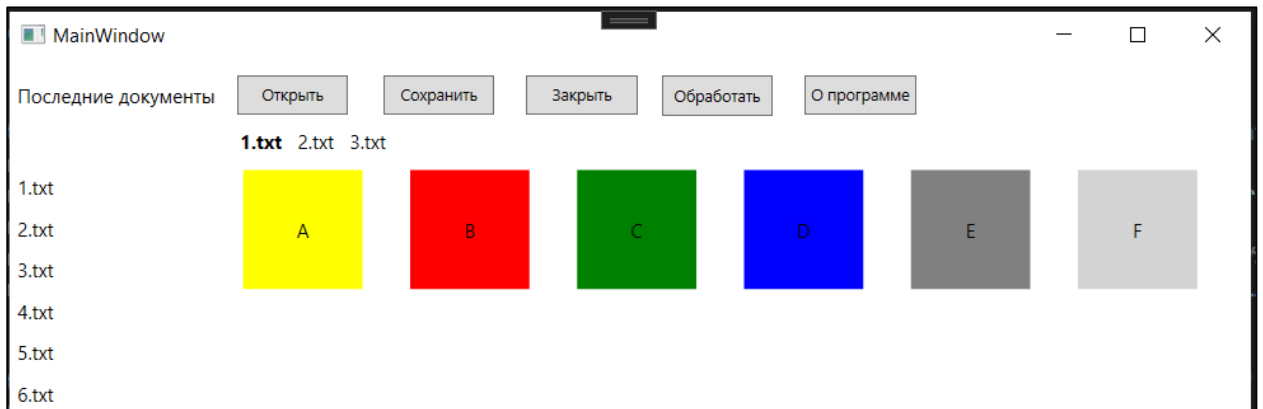 MainWindow
Последние документы Открыть Сохранить Закрыть Обработать О программе
1.txt 2.txt 3.txt
1.txt
2.txt A B C D E F
3.txt
4.txt
5.txt
6.txt